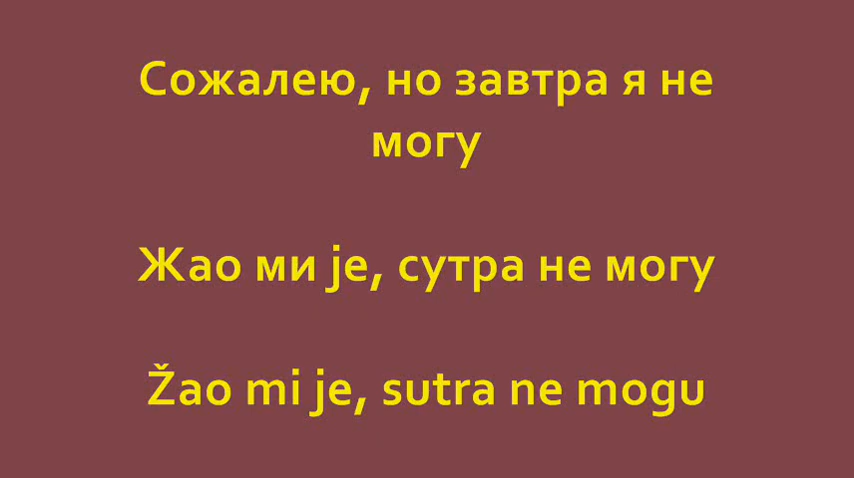 Сожалею, но завтра я не
могу
Жао ми је, сутра не могу
Žao mi je, sutra ne mogu